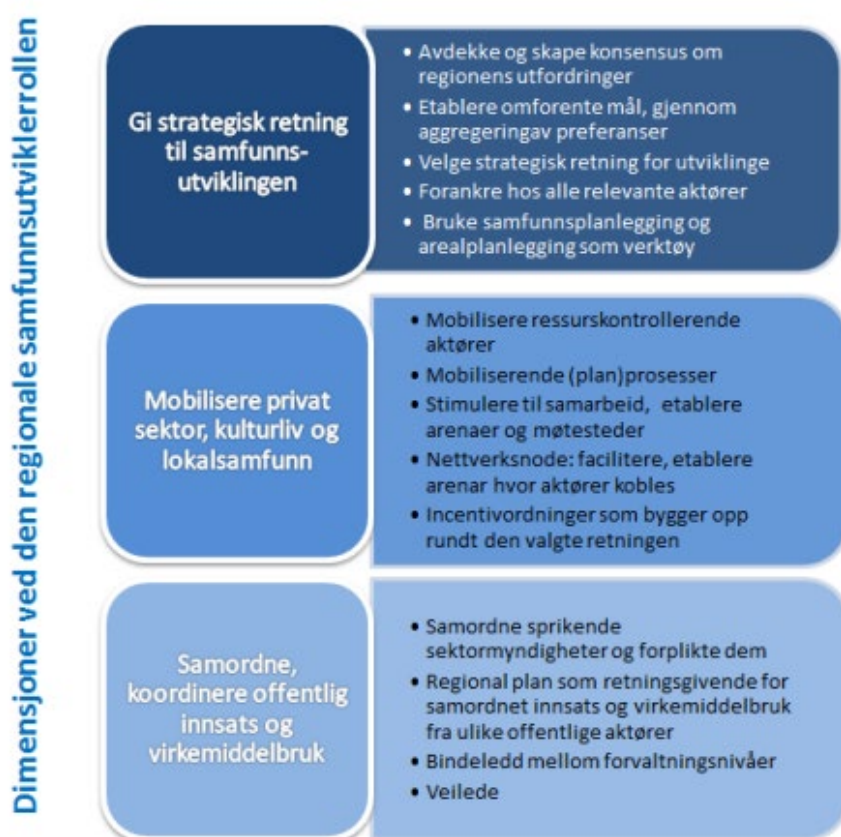 Dimensjoner ved den regionale samfunnsutviklerrollen
Gi strategisk retning
til samfunns-
utviklingen
• Avdekke og skape konsensus om
regionens utfordringer
• Etablere omforente mål, gjennom
aggregeringav preferanser
• Velge strategisk retning for utviklinge
• Forankre hos alle relevante aktører
• Bruke samfunnsplanlegging og
arealplanlegging som verktøy
Mobilisere privat
sektor, kulturliv og
lokalsamfunn
• Mobilisere ressurskontrollerende
aktører
• Mobiliserende (plan)prosesser
• Stimulere til samarbeid, etablere
arenaer og møtesteder
• Nettverksnode: facilitere, etablere
arenar hvor aktører kobles
• Incentivordninger som bygger opp
rundt den valgte retningen
Samordne,
koordinere offentlig
innsats og
virkemiddelbruk
• Samordne sprikende
sektormyndigheter og forplikte dem
• Regional plan som retningsgivende for
samordnet innsats og virkemiddelbruk
fra ulike offentlige aktører
• Bindeledd mellom forvaltningsnivåer
• Veilede